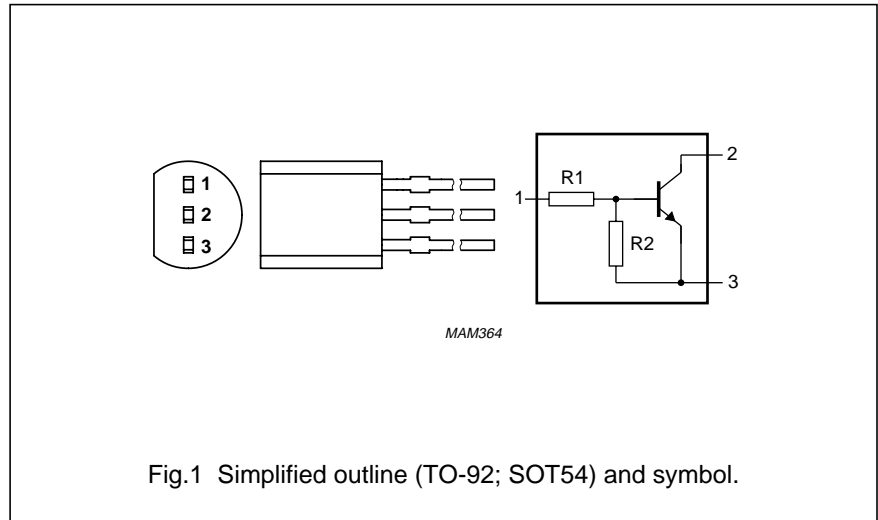 1
2
3
R1
1
R2
2
3
MAM364
Fig.1 Simplified outline (TO-92; SOT54) and symbol.